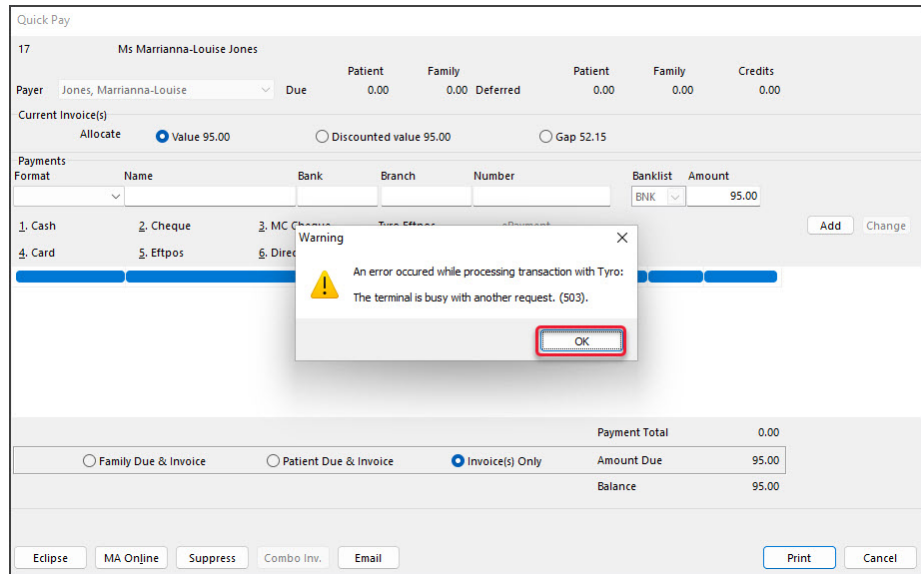 Quick Pay
17 Ms Marrianna-Louise Jones
Patient Family Patient Family Credits
Payer Jones, Marrianna-Louise Due 0.00 0.00 Deferred 0.00 0.00 0.00
Current Invoice(s)
Allocate Value 95.00 Discounted value 95.00 Gap 52.15
Payments
Format Name Bank Branch Number Banklist Amount
BNK 95.00
1. Cash 2. Cheque 3. MC Cheque Tyro Eftpos ePayment Add Change
4. Card 5. Eftpos 6. Direc
Warning
An error occured while processing transaction with Tyro:
The terminal is busy with another request. (503).
OK
Payment Total 0.00
Family Due & Invoice Patient Due & Invoice Invoice(s) Only Amount Due 95.00
Balance 95.00
Eclipse MA Online Suppress Combo Inv. Email Print Cancel